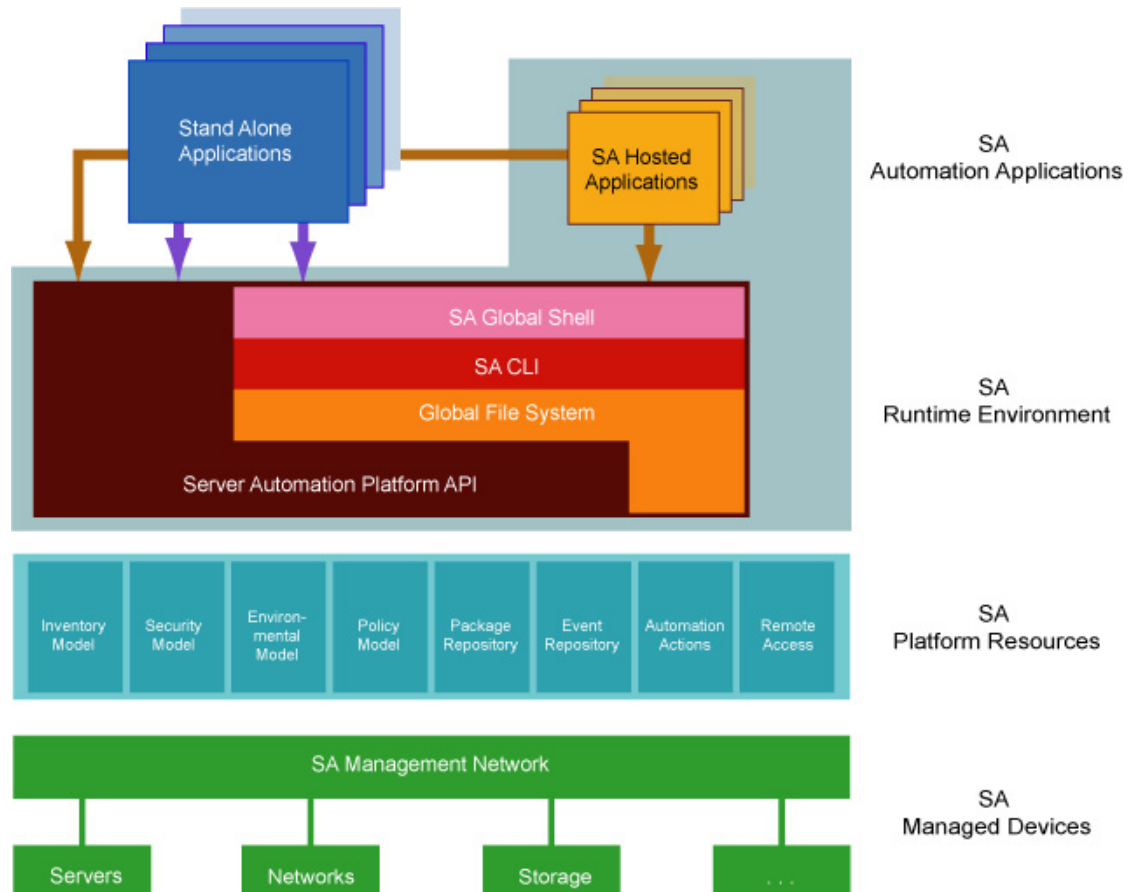 Stand Alone
Applications
SA Hosted
Applications
SA
Automation Applications
SA Global Shell
SA CLI
Global File System
Server Automation Platform API
SA
Runtime Environment
Inventory
Model
Security
Model
Environ-
mental
Model
Policy
Model
Package
Repository
Event
Repository
Automation
Actions
Remote
Access
SA
Platform Resources
SA Management Network
Servers
Networks
Storage
. . .
SA
Managed Devices